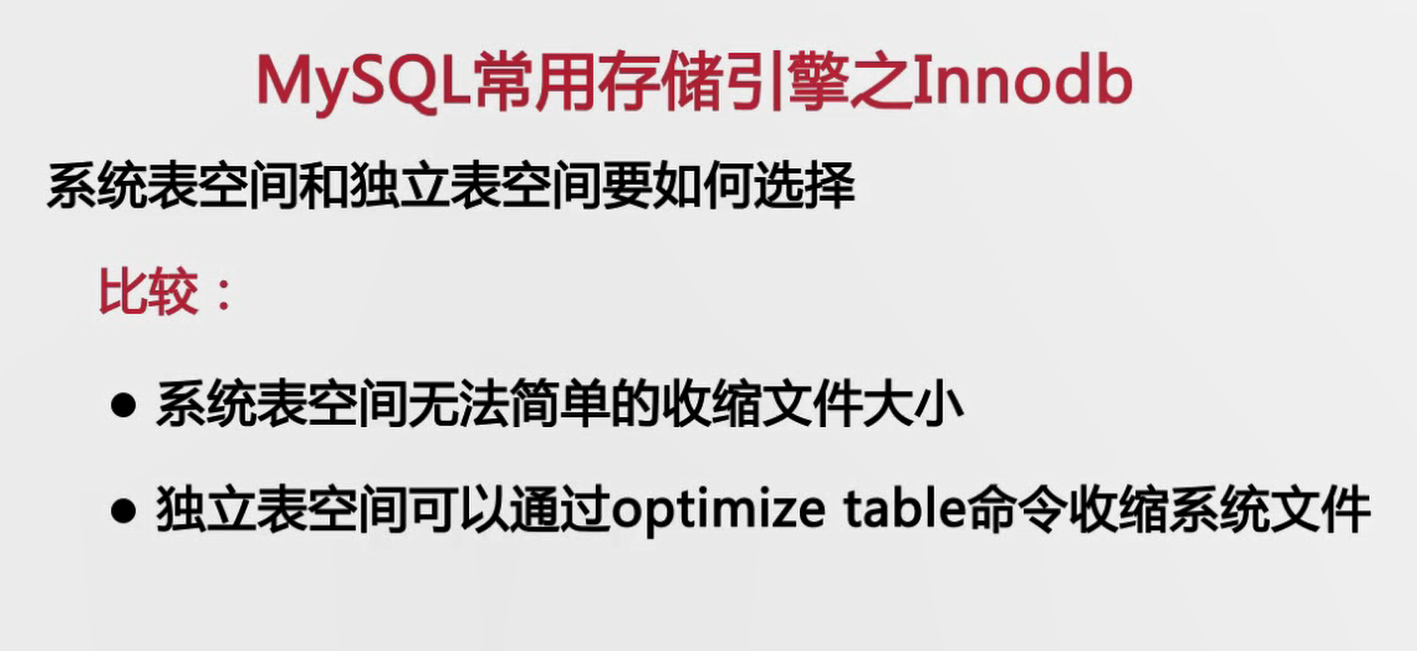 MySQL常用存储引擎之Innodb
系统表空间和独立表空间要如何选择
比较：
● 系统表空间无法简单的收缩文件大小
● 独立表空间可以通过optimize table命令收缩系统文件